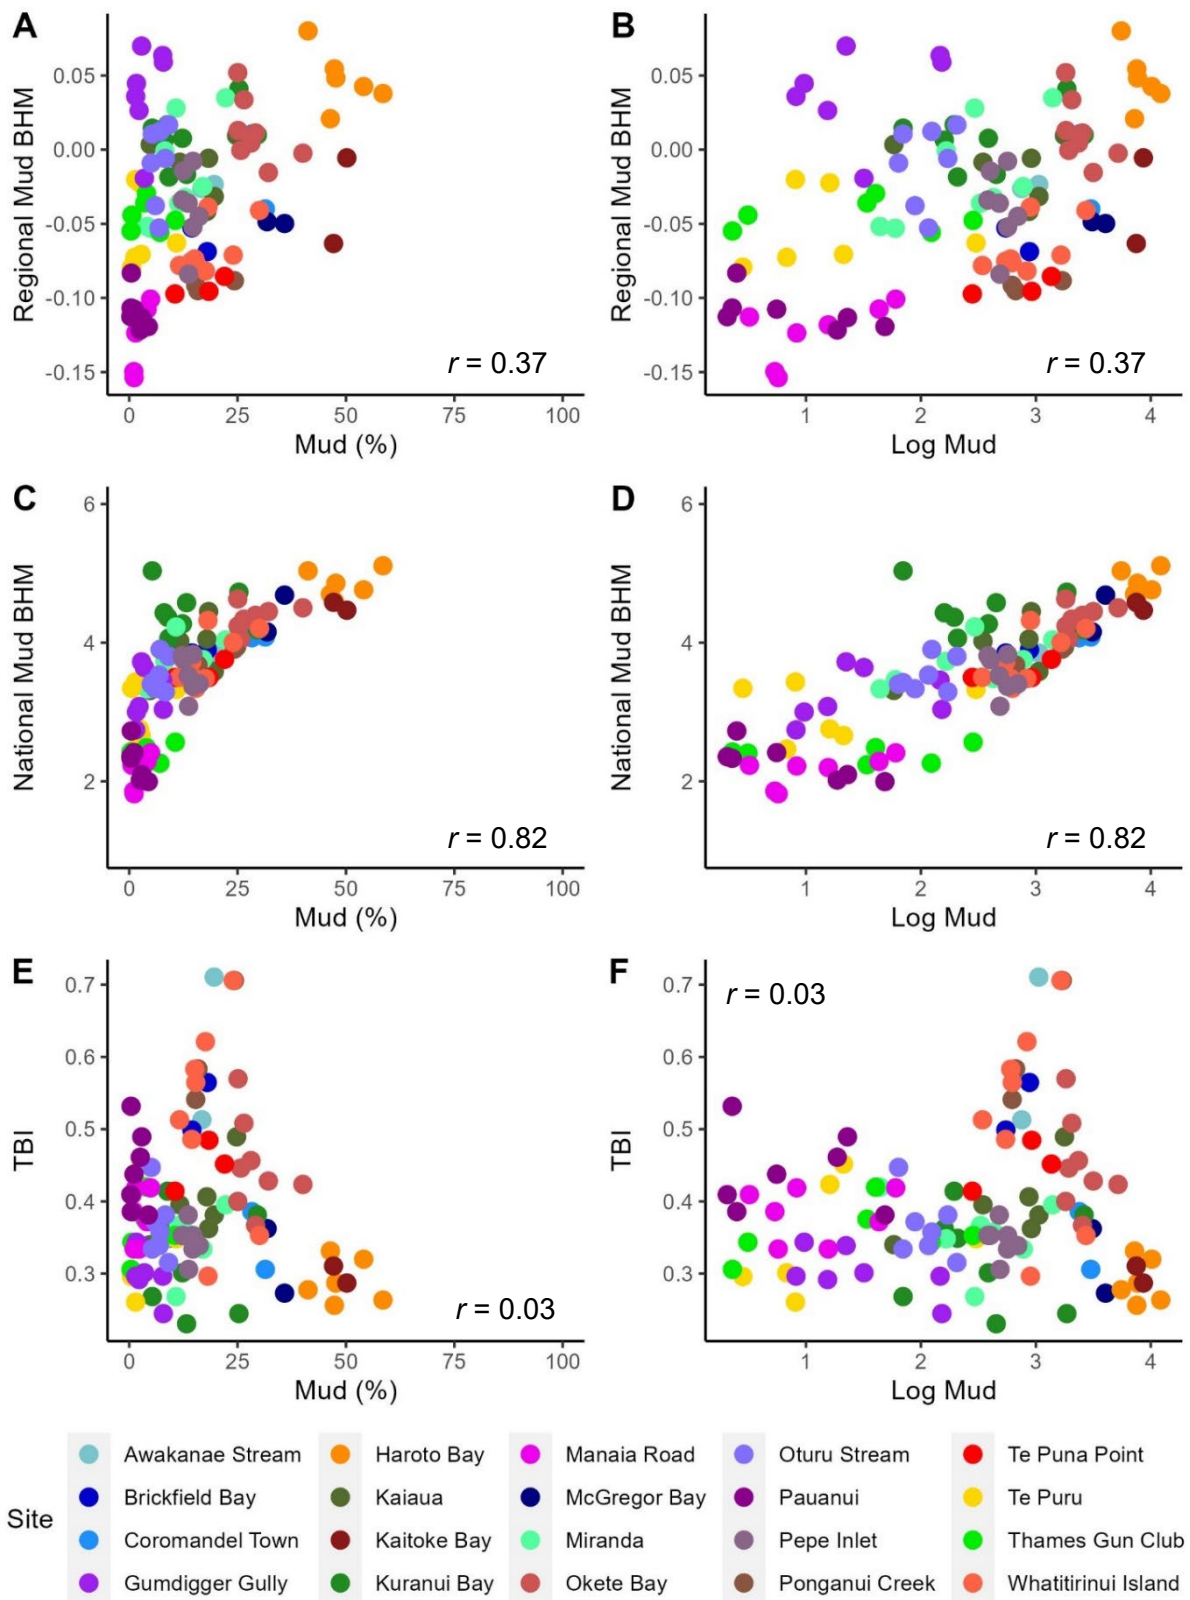 A
B
Regional Mud BHM
0.05
0.00
-0.05
-0.10
-0.15
r = 0.37
0 25 50 75 100
Mud (%)
Regional Mud BHM
0.05
0.00
-0.05
-0.10
-0.15
r = 0.37
1 2 3 4
Log Mud
C
D
National Mud BHM
6
4
2
r = 0.82
0 25 50 75 100
Mud (%)
National Mud BHM
6
4
2
r = 0.82
1 2 3 4
Log Mud
E
F
TBI
0.7
0.6
0.5
0.4
0.3
r = 0.03
0 25 50 75 100
Mud (%)
TBI
0.7
0.6
0.5
0.4
0.3
r = 0.03
1 2 3 4
Log Mud
Site
Awakanae Stream Haroto Bay Manaia Road Oturu Stream Te Puna Point
Brickfield Bay Kaiaua McGregor Bay Pauanui Te Puru
Coromandel Town Kaitoke Bay Miranda Pepe Inlet Thames Gun Club
Gumdigger Gully Kuranui Bay Okete Bay Ponganui Creek Whatitirinui Island